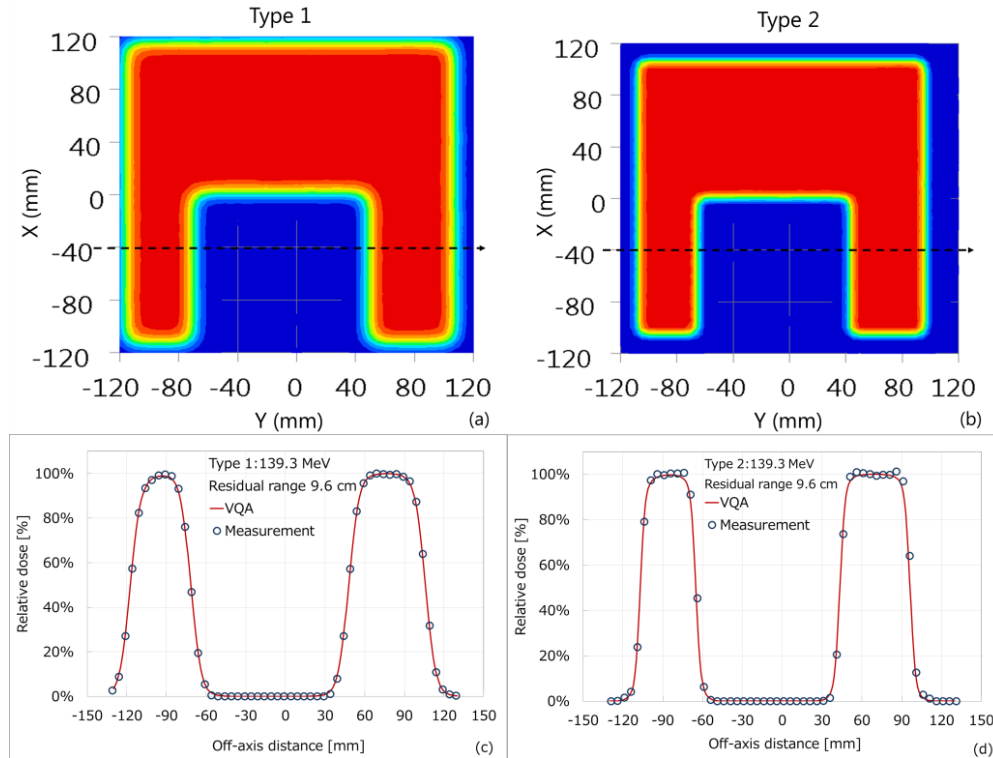 Type 1
120
80
40
0
-40
-80
-120
X (mm)
-120 -80 -40 0 40 80 120
Y (mm)
(a)
Type 2
120
80
40
0
-40
-80
-120
X (mm)
-120 -80 -40 0 40 80 120
Y (mm)
(b)
Type 1:139.3 MeV
Residual range 9.6 cm
VQA
Measurement
100%
80%
60%
40%
20%
0%
Relative dose [%]
-150 -120 -90 -60 -30 0 30 60 90 120 150
Off-axis distance [mm]
(c)
Type 2:139.3 MeV
Residual range 9.6 cm
VQA
Measurement
100%
80%
60%
40%
20%
0%
Relative dose [%]
-150 -120 -90 -60 -30 0 30 60 90 120 150
Off-axis distance [mm]
(d)